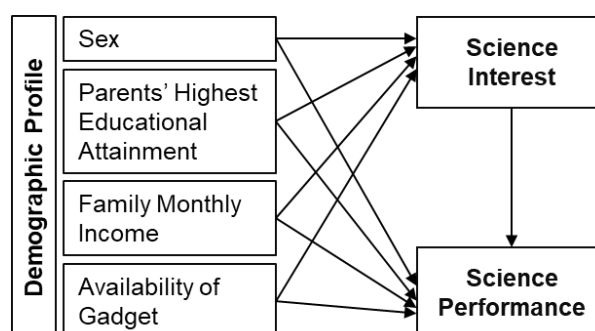 Demographic Profile
Sex
Parents' Highest
Educational
Attainment
Family Monthly
Income
Availability of
Gadget
Science
Interest
Science
Performance